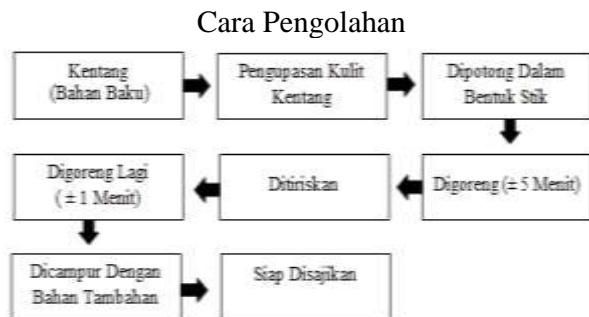 Cara Pengolahan
Kentang
(Bahan Baku)
Pengupasan Kulit
Kentang
Dipotong Dalam
Bentuk Stik
Digoreng (± 5 Menit)
Ditiriskan
Digoreng Lagi
( ± 1 Menit)
Dicampur Dengan
Bahan Tambahan
Siap Disajikan